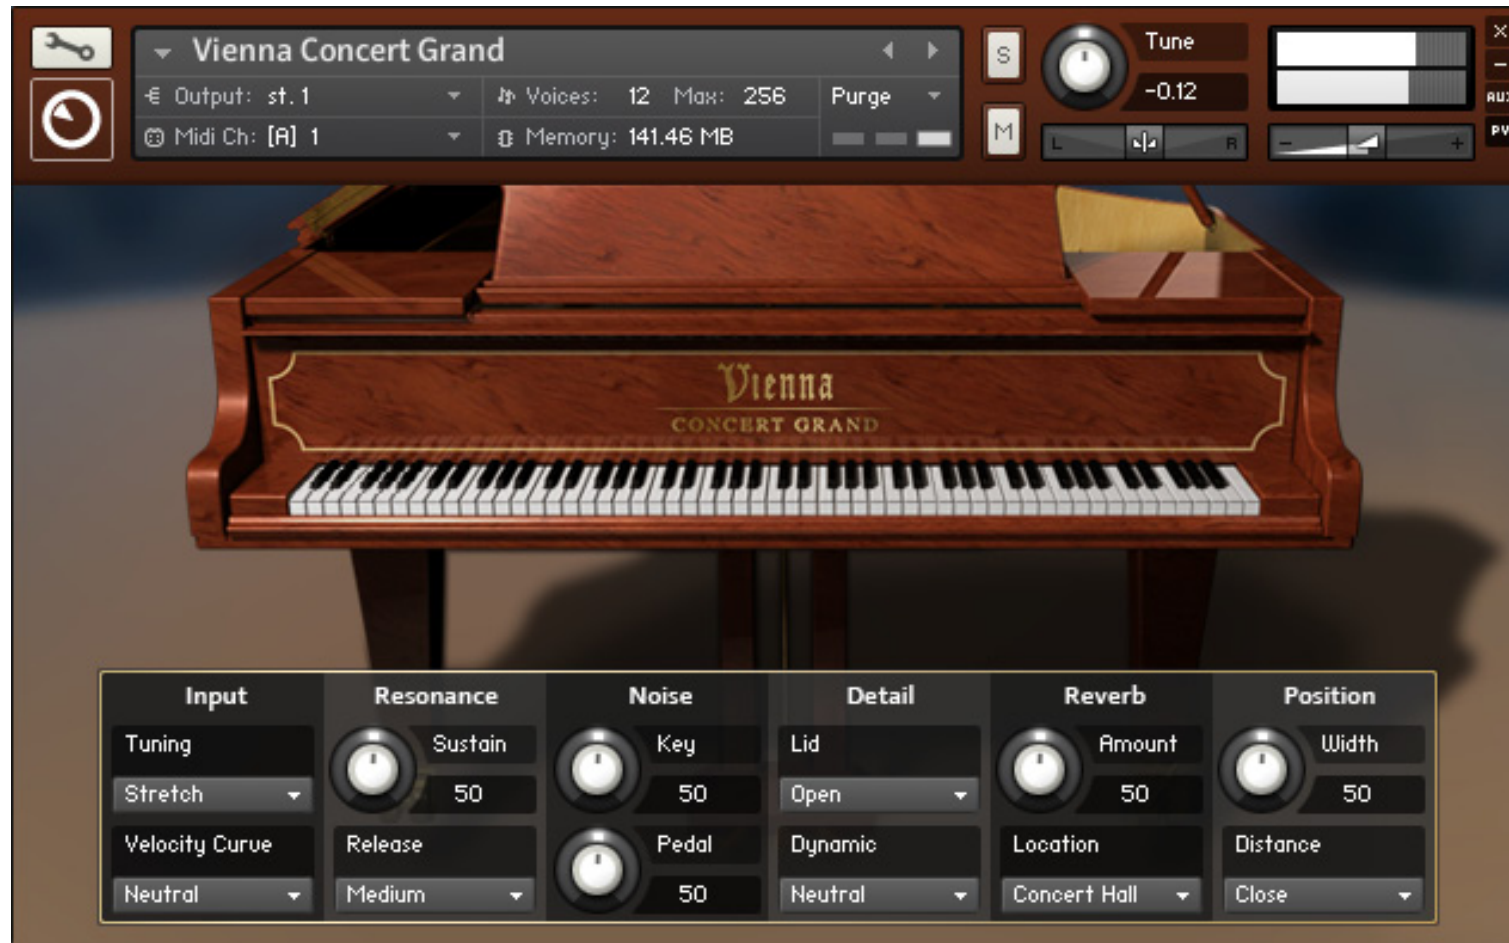 Vienna Concert Grand
Output: st.1
Voices: 12 Max: 256
Purge
Midi Ch: [A] 1
Memory: 141.46 MB
S
M
Tune
-0.12
L R
- +
×
-
AUX
PV
Vienna
CONCERT GRAND
Input Resonance Noise Detail Reverb Position
Tuning Sustain Key Lid Amount Width
Stretch 50 50 Open 50 50
Velocity Curve Release Pedal Dynamic Location Distance
Neutral Medium 50 Neutral Concert Hall Close